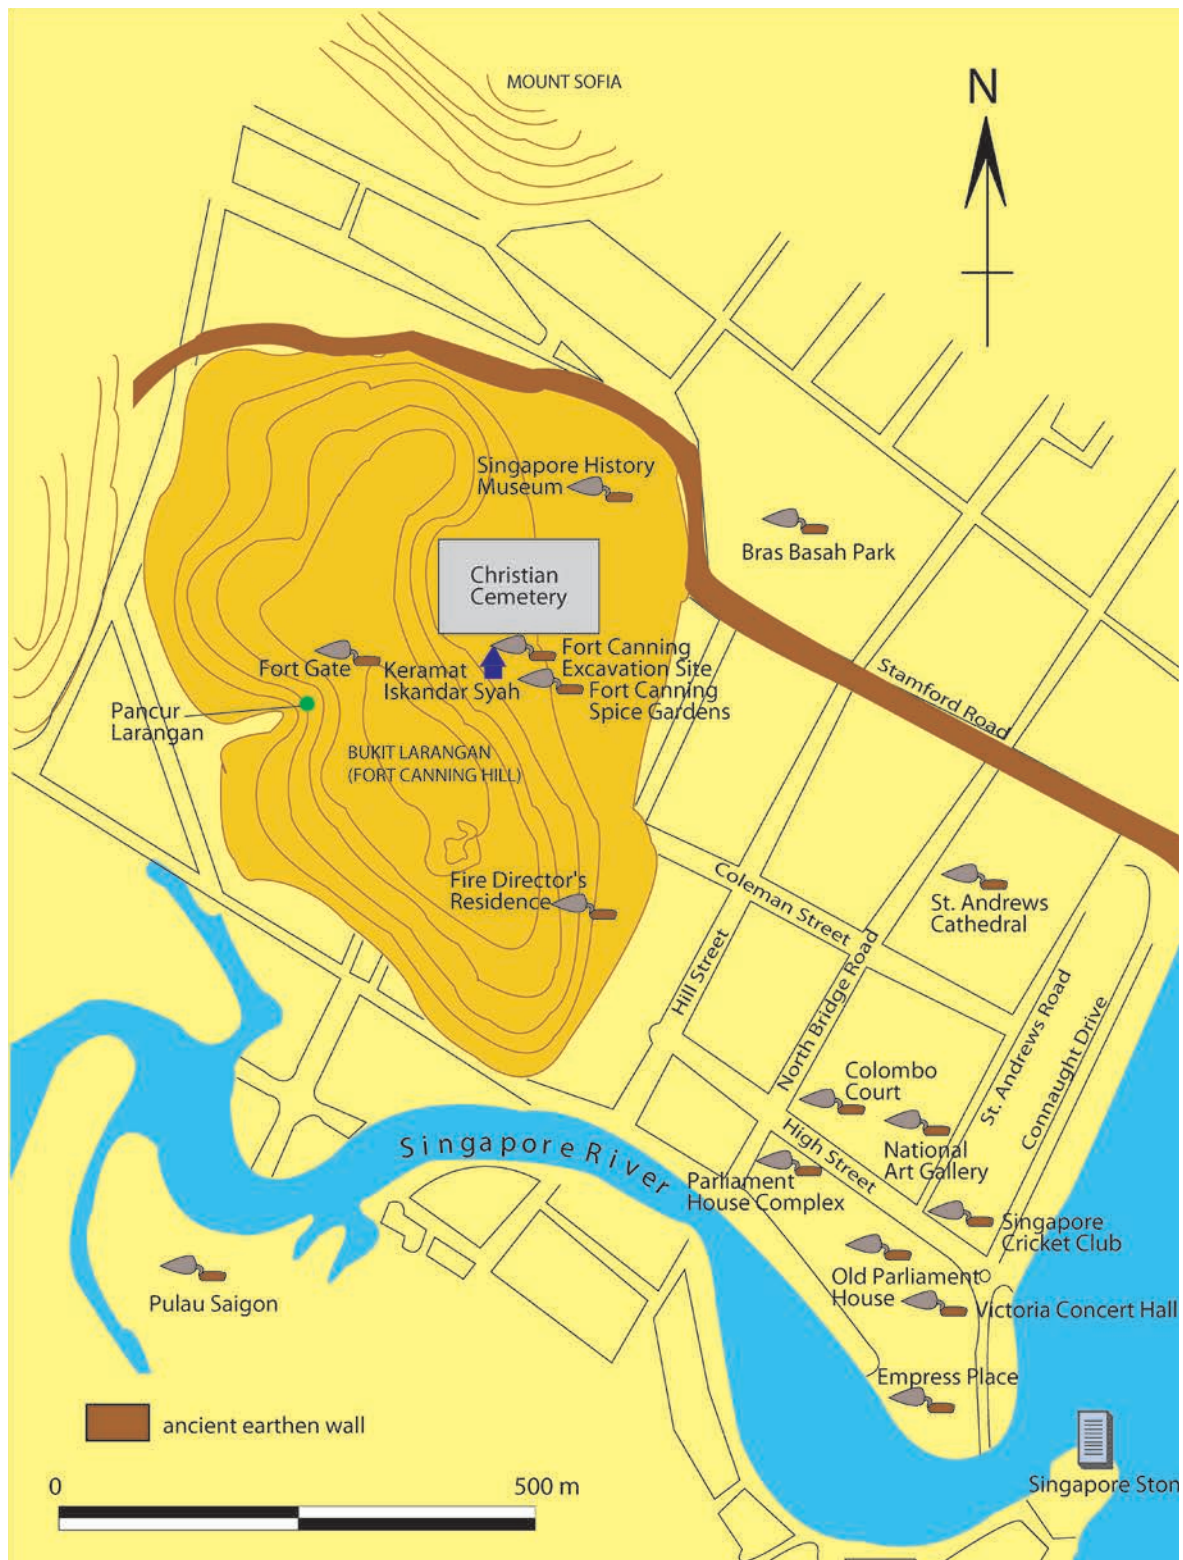 MOUNT SOFIA
N
Singapore History
Museum
Bras Basah Park
Christian
Cemetery
Fort Gate
Keramat
Iskandar Syah
Fort Canning
Excavation Site
Fort Canning
Spice Gardens
Stamford Road
Pancur
Larangan
BUKIT LARANGAN
(FORT CANNING HILL)
Fire Director's
Residence
Coleman Street
St. Andrews
Cathedral
Hill Street
North Bridge Road
St. Andrews Road
Connaught Drive
Colombo
Court
National
Art Gallery
High Street
Singapore River
Parliament
House Complex
Singapore
Cricket Club
Old Parliament
House
Victoria Concert Hall
Pulau Saigon
Empress Place
ancient earthen wall
Singapore Ston
0 500 m